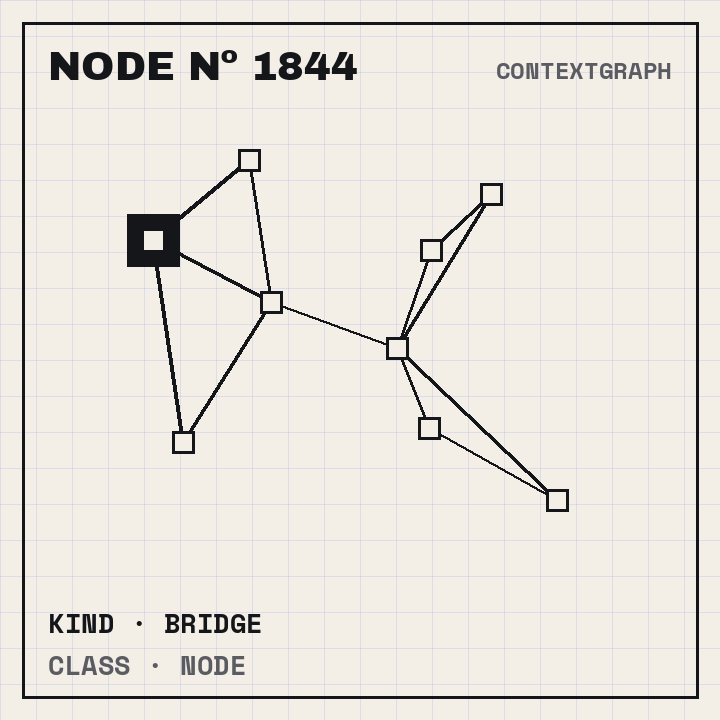 NODE Nº 1844
CONTEXTGRAPH
KIND · BRIDGE
CLASS · NODE